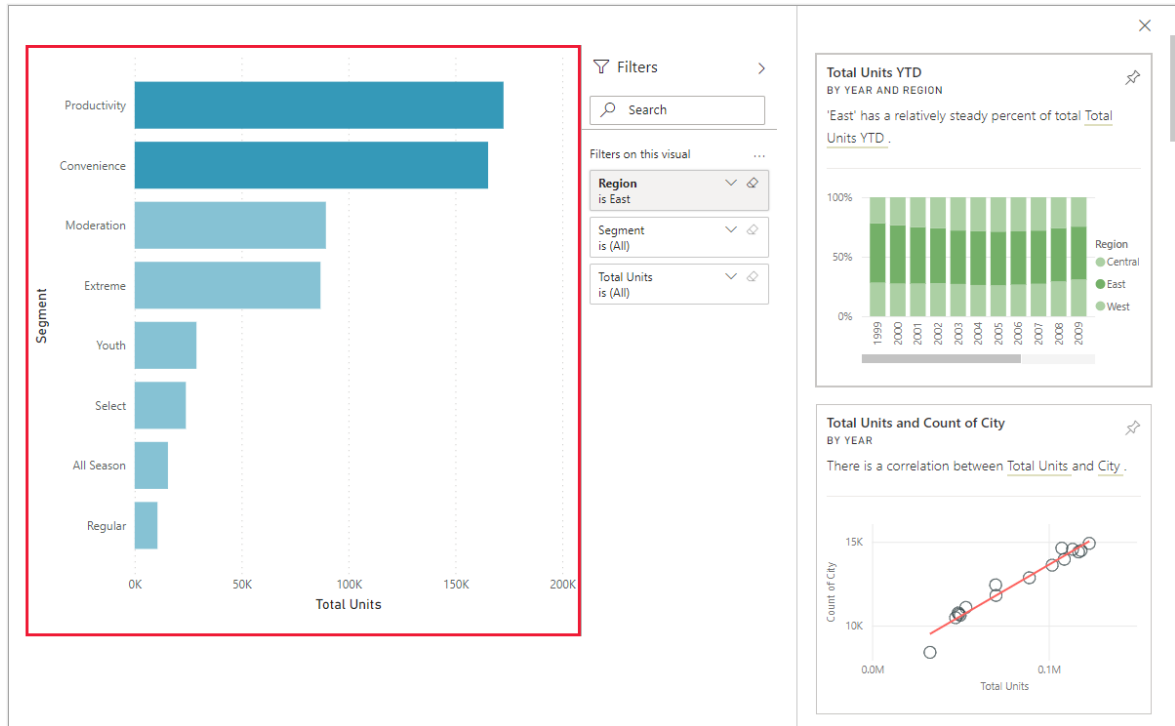 Segment
Productivity
Convenience
Moderation
Extreme
Youth
Select
All Season
Regular
0K 50K 100K 150K 200K
Total Units
Filters
Search
Filters on this visual ...
Region
is East
Segment
is (All)
Total Units
is (All)
Total Units YTD
BY YEAR AND REGION
'East' has a relatively steady percent of total Total
Units YTD .
100%
50%
0%
1999 2000 2001 2002 2003 2004 2005 2006 2007 2008 2009
Region
Central
East
West
Total Units and Count of City
BY YEAR
There is a correlation between Total Units and City .
Count of City
15K
10K
0.0M 0.1M
Total Units